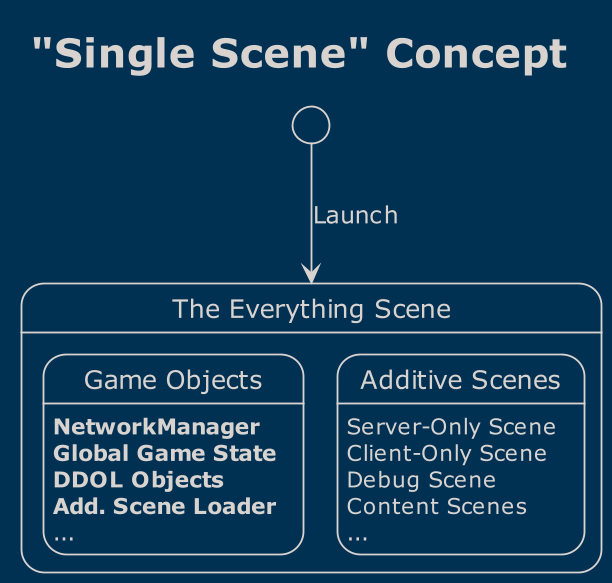 "Single Scene" Concept
Launch
The Everything Scene
Game Objects
NetworkManager
Global Game State
DDOL Objects
Add. Scene Loader
...
Additive Scenes
Server-Only Scene
Client-Only Scene
Debug Scene
Content Scenes
...